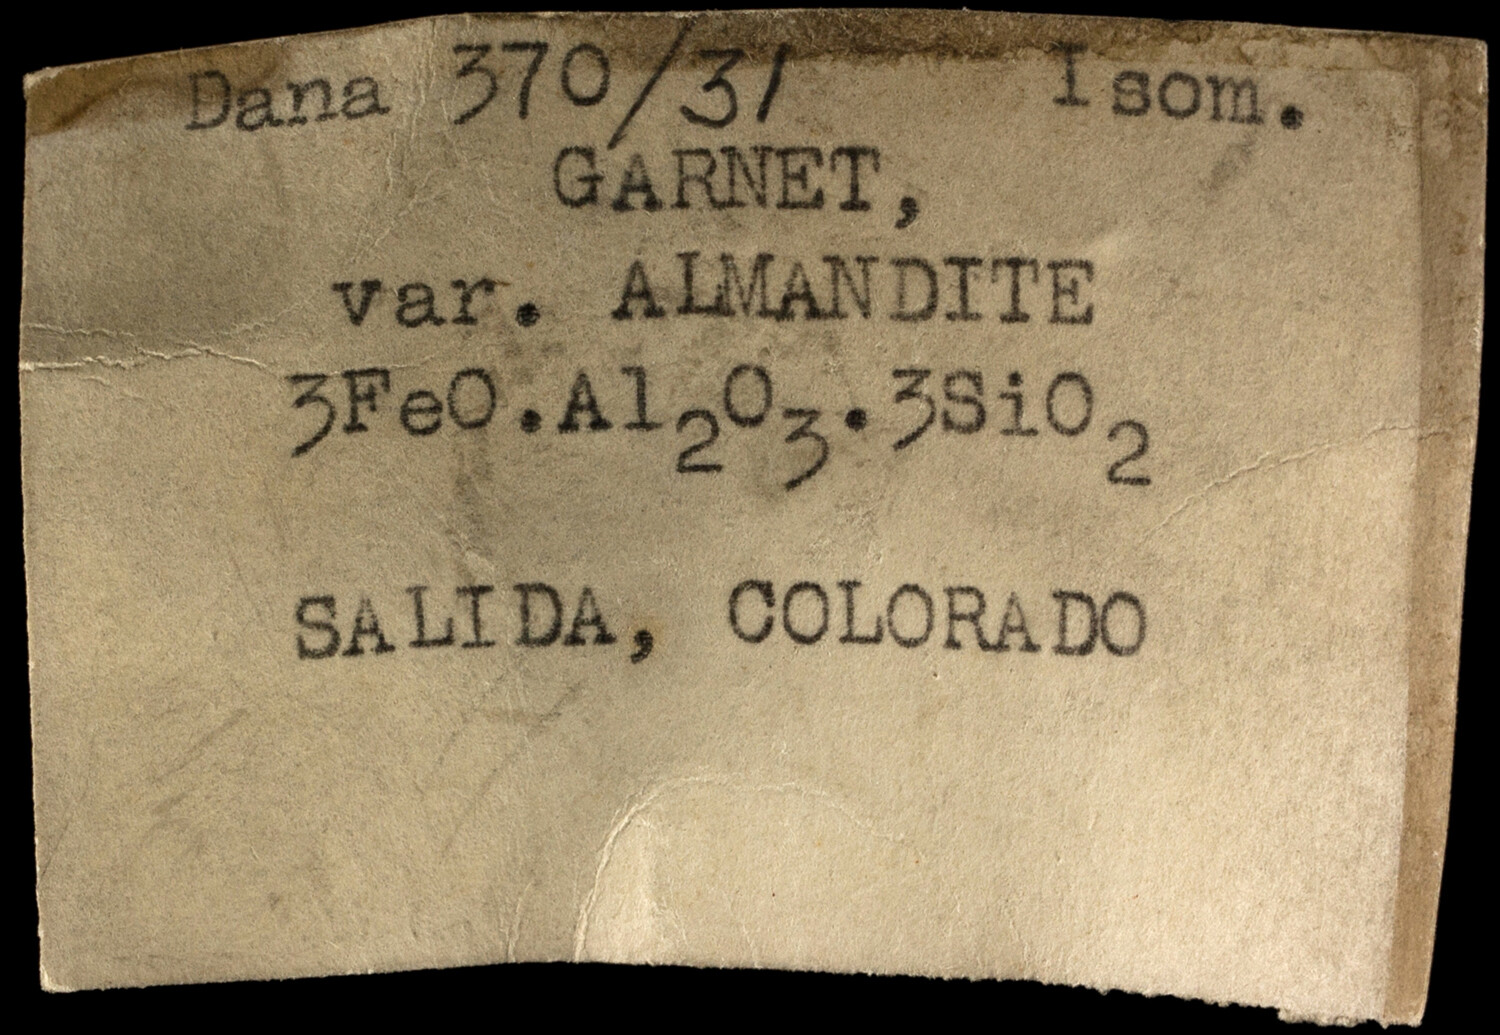 Dana 370/31 Isom.
GARNET,
var. ALMANDITE
3FeO.Al₂O₃.3SiO₂
SALIDA, COLORADO